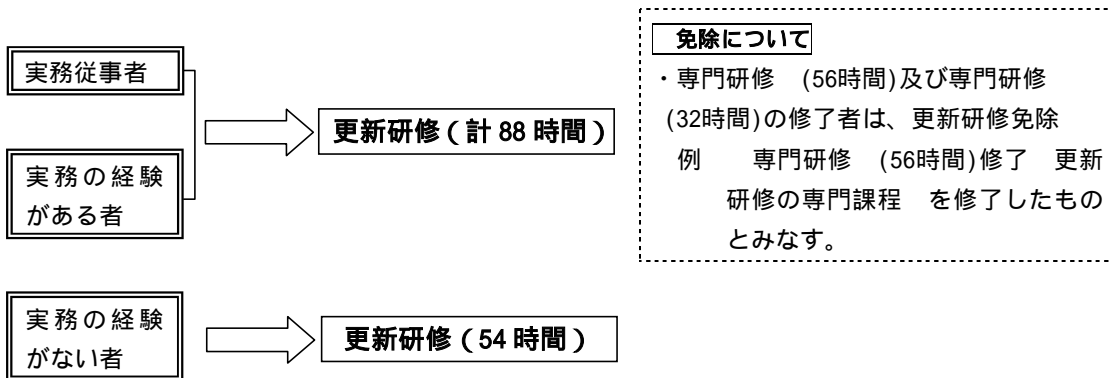 実務従事者
実務の経験
がある者
更新研修(計 88 時間)
免除について
・専門研修 (56時間)及び専門研修
(32時間)の修了者は、更新研修免除
例 専門研修 (56時間)修了 更新
研修の専門課程 を修了したもの
とみなす。
実務の経験
がない者
更新研修(54 時間)